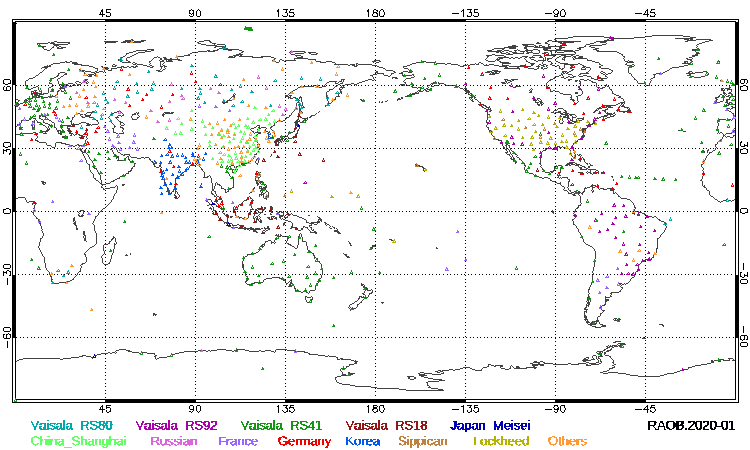 45 90 135 180 −135 −90 −45
60 60
30 30
0 0
−30 −30
−60 −60
45 90 135 180 −135 −90 −45
Vaisala RS80 Vaisala RS92 Vaisala RS41 Vaisala RS18 Japan Meisei RAOB.2020-01
China_Shanghai Russian France Germany Korea Sippican Lockheed Others